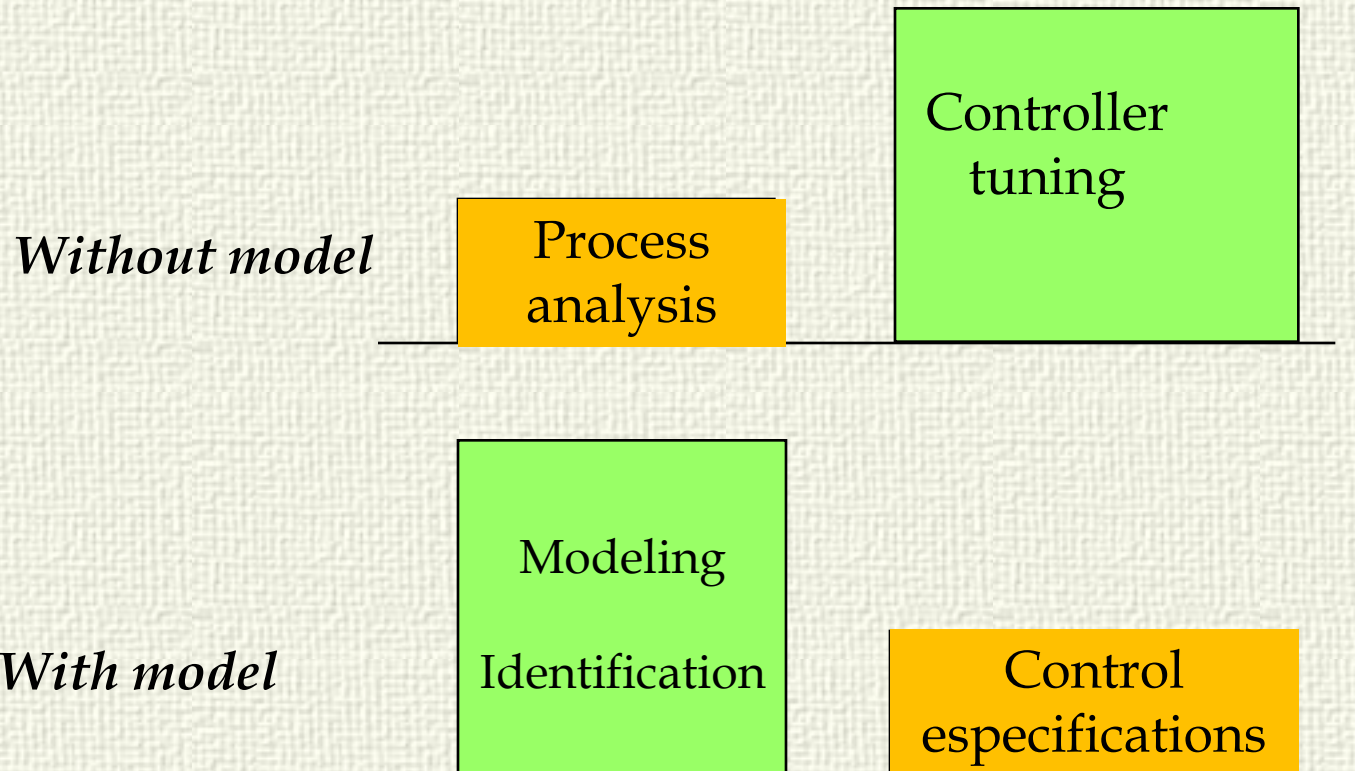 Controller
tuning
Without model
Process
analysis
Modeling
Identification
With model
Control
especifications